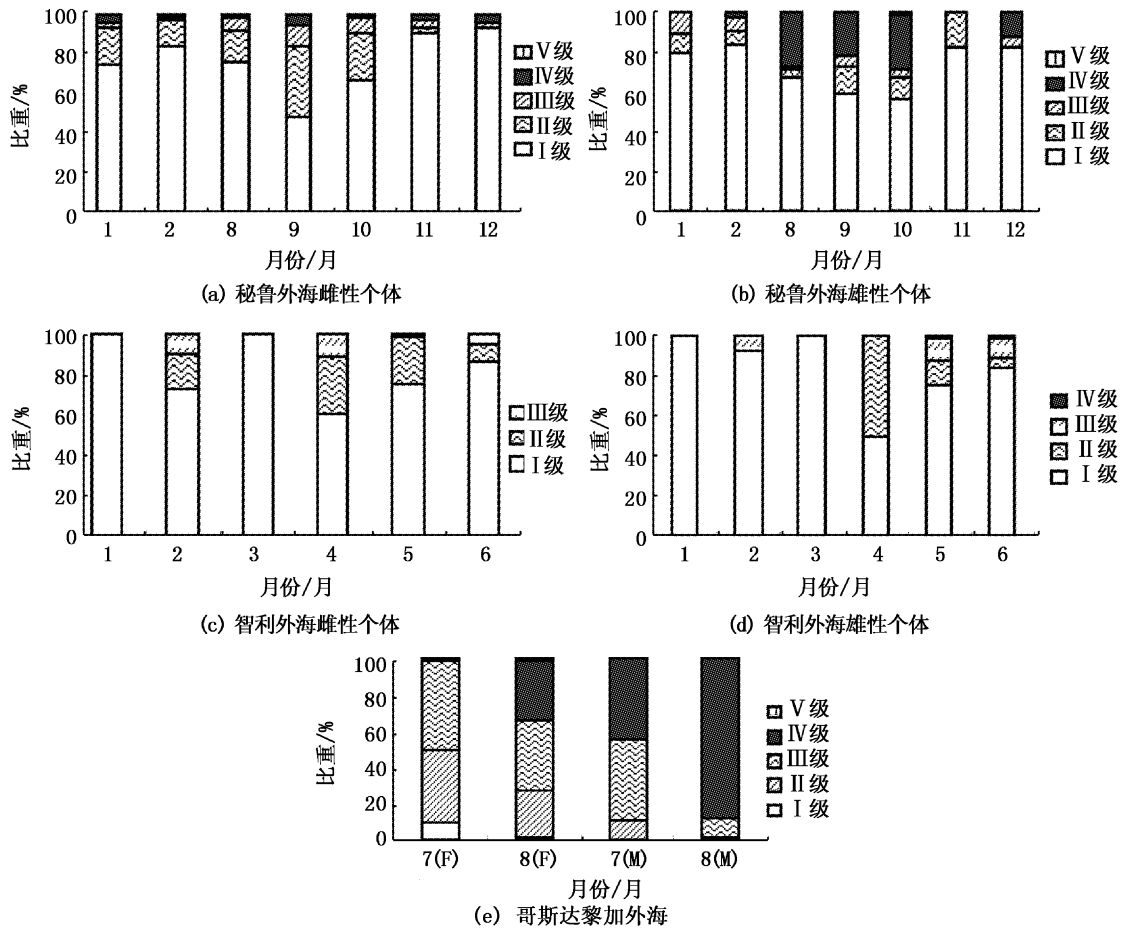 100
80
60
40
20
0
比重/%
1 2 8 9 10 11 12
月份/月
Ⅴ级
Ⅳ级
Ⅲ级
Ⅱ级
Ⅰ级
(a) 秘鲁外海雌性个体
100
80
60
40
20
0
比重/%
1 2 8 9 10 11 12
月份/月
Ⅴ级
Ⅳ级
Ⅲ级
Ⅱ级
Ⅰ级
(b) 秘鲁外海雄性个体
100
80
60
40
20
0
比重/%
1 2 3 4 5 6
月份/月
Ⅲ级
Ⅱ级
Ⅰ级
(c) 智利外海雌性个体
100
80
60
40
20
0
比重/%
1 2 3 4 5 6
月份/月
Ⅳ级
Ⅲ级
Ⅱ级
Ⅰ级
(d) 智利外海雄性个体
100
80
60
40
20
0
比重/%
7(F) 8(F) 7(M) 8(M)
月份/月
Ⅴ级
Ⅳ级
Ⅲ级
Ⅱ级
Ⅰ级
(e) 哥斯达黎加外海